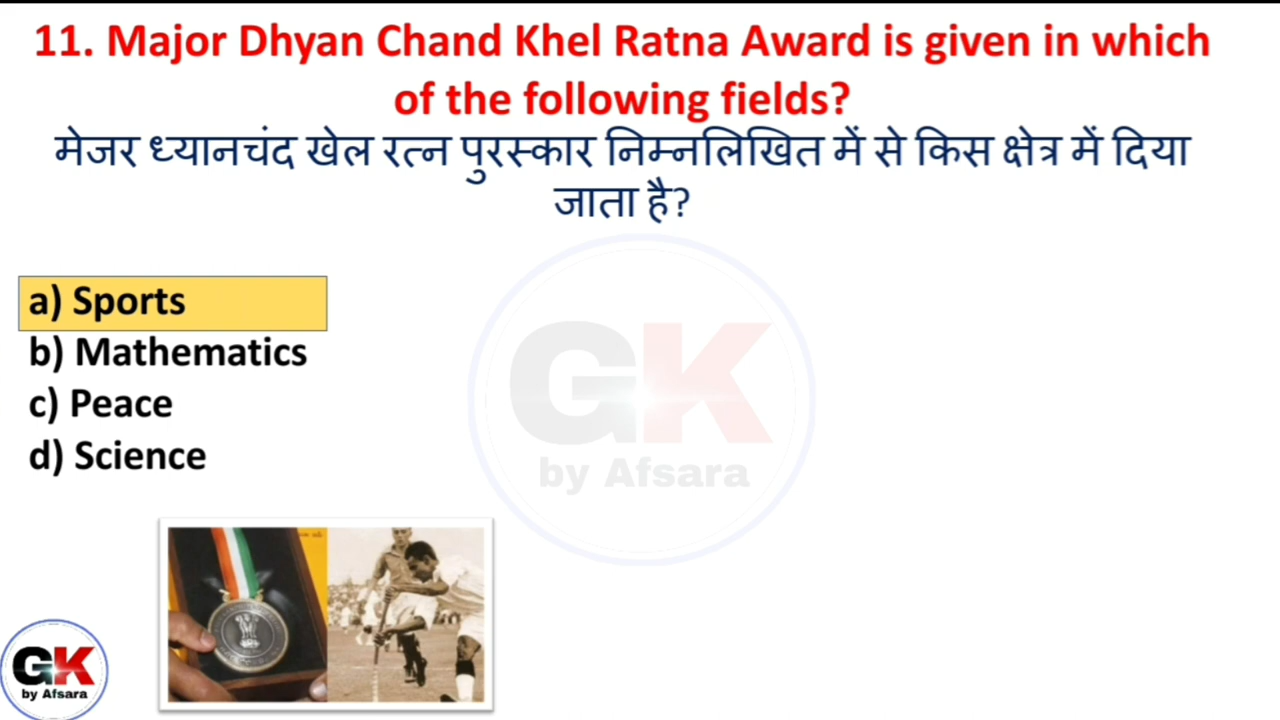 11. Major Dhyan Chand Khel Ratna Award is given in which
of the following fields?
मेजर ध्यानचंद खेल रत्न पुरस्कार निम्नलिखित में से किस क्षेत्र में दिया
जाता है?
a) Sports
b) Mathematics
c) Peace
d) Science
GK
by Afsara
GK
by Afsara